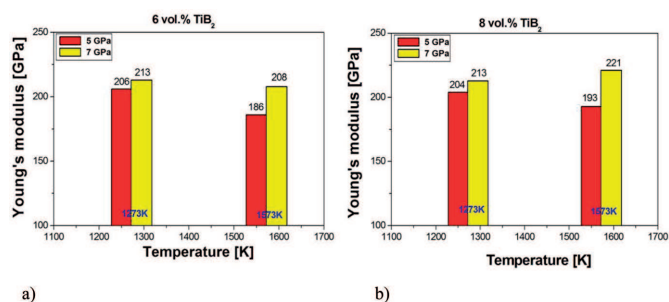 6 vol.% TiB₂
250
200
150
100
Young's modulus [GPa]
5 GPa
7 GPa
206
213
186
208
1273K
1573K
1100 1200 1300 1400 1500 1600 1700
Temperature [K]
a)
8 vol.% TiB₂
250
200
150
100
Young's modulus [GPa]
5 GPa
7 GPa
204
213
193
221
1273K
1573K
1100 1200 1300 1400 1500 1600 1700
Temperature [K]
b)